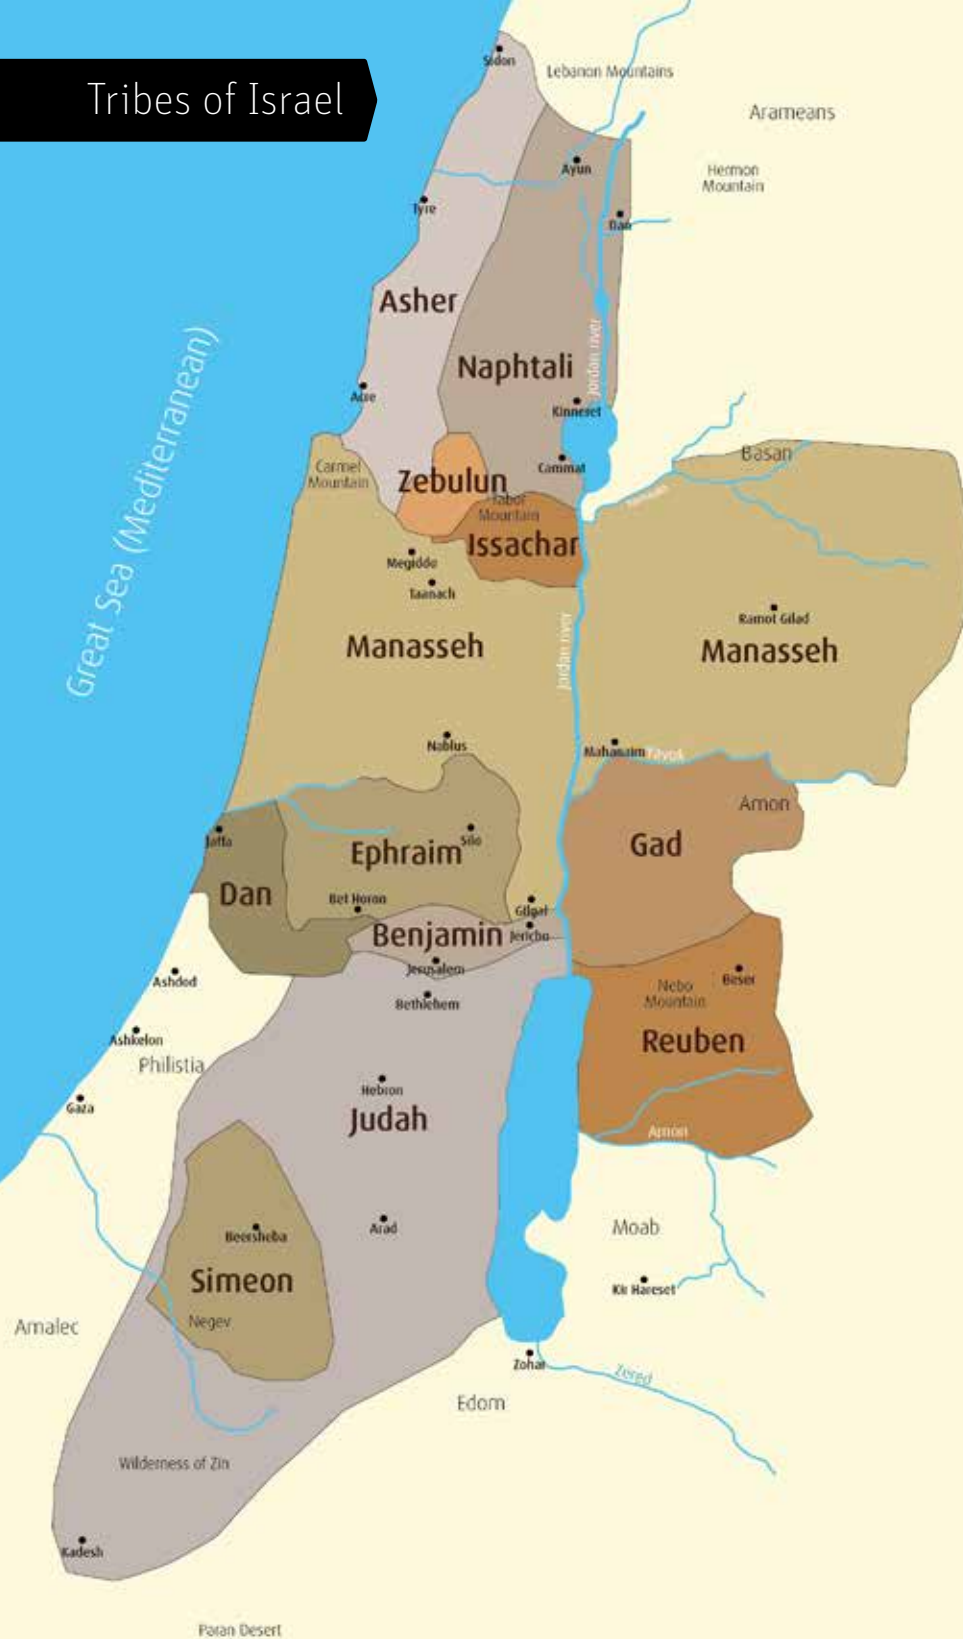 Tribes of Israel
Sidon
Lebanon Mountains
Arameans
Ayun
Hermon
Mountain
Tyre
Dan
Asher
Great Sea (Mediterranean)
Jordan river
Naphtali
Acre
Kinneret
Basan
Carmel
Mountain
Cammat
Zebulun
Tabor
Mountain
Issachar
Megiddo
Taanach
Ramot Gilad
Manasseh
Jordan river
Manasseh
Nablus
Mahanaim
Amon
Jaffa
Silo
Ephraim
Gad
Dan
Bet Horon
Gilgal
Benjamin
Jericho
Jerusalem
Ashdod
Bethlehem
Nebo
Mountain
Beser
Ashkelon
Reuben
Philistia
Hebron
Gaza
Judah
Arnon
Arad
Moab
Beersheba
Simeon
Kir Hareset
Negev
Amalec
Zohar
Zered
Edom
Wilderness of Zin
Kadesh
Paran Desert